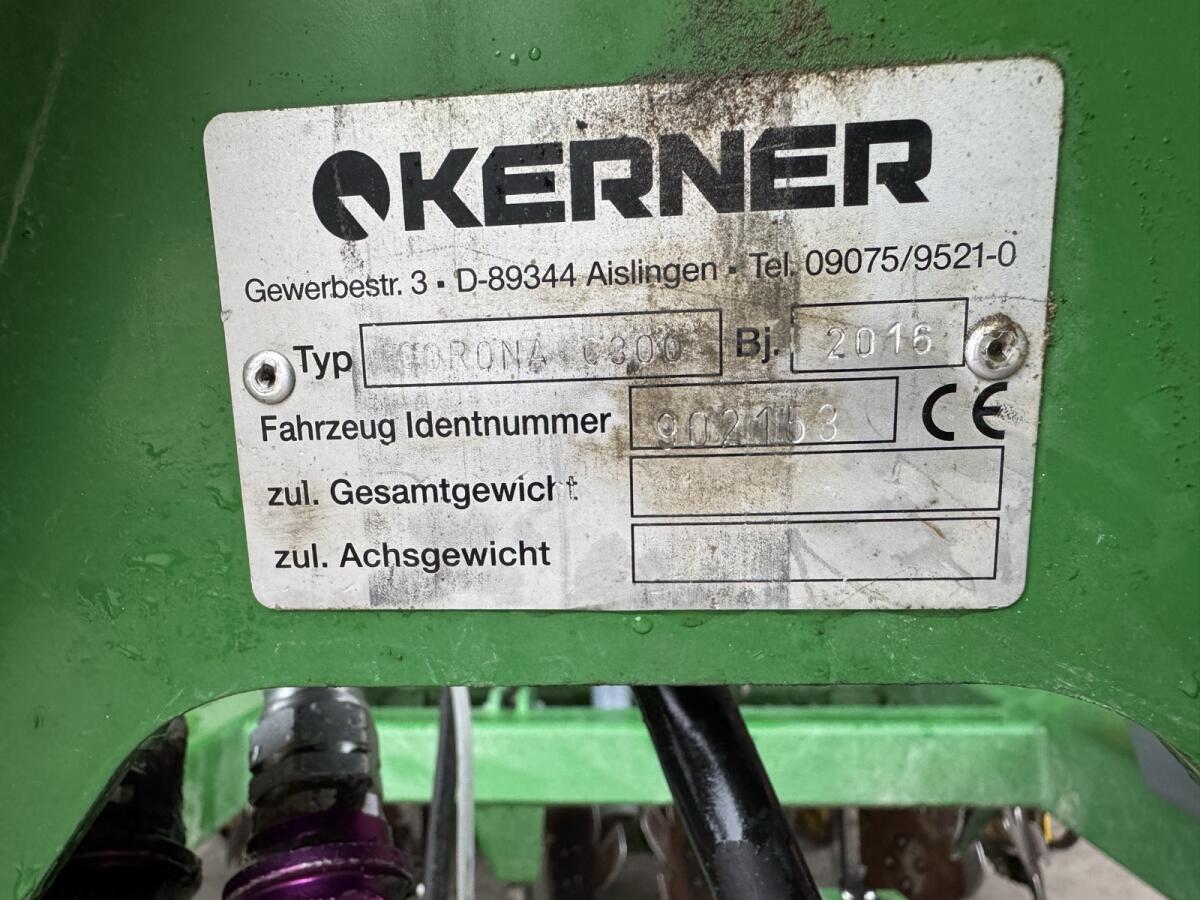 KERNER
Gewerbestr. 3 ▪ D-89344 Aislingen ▪ Tel. 09075/9521-0
Typ CORONA C300 Bj. 2016
Fahrzeug Identnummer 902153 CE
zul. Gesamtgewicht
zul. Achsgewicht